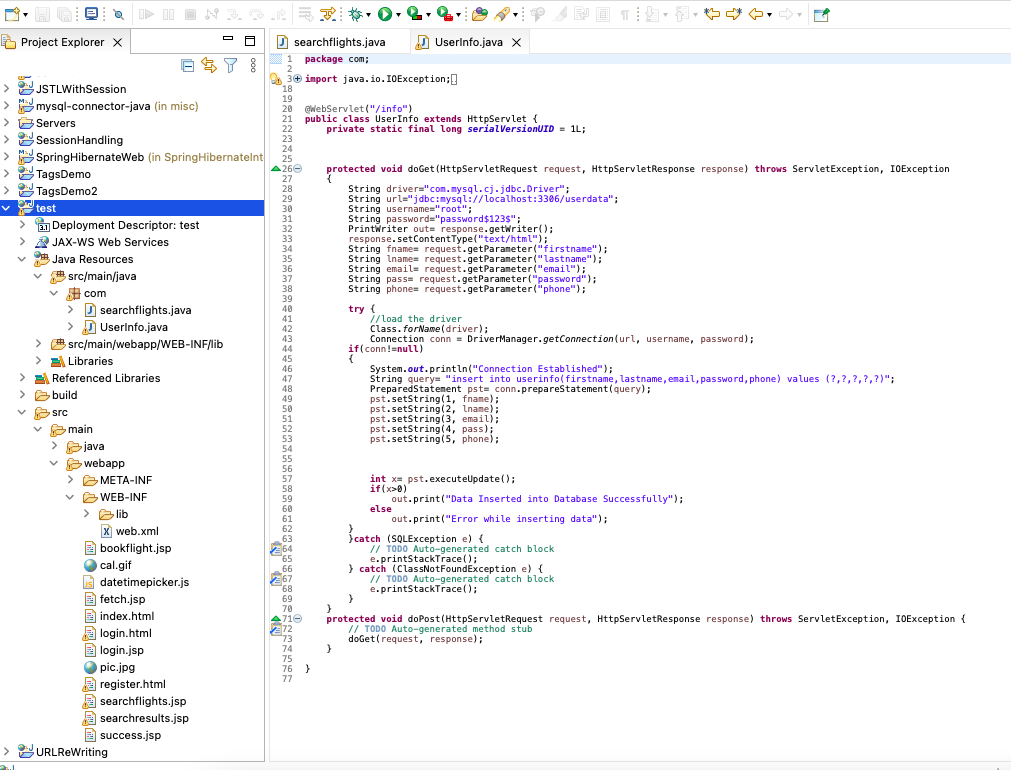 Project Explorer
JSTLWithSession
mysql-connector-java (in misc)
Servers
SessionHandling
SpringHibernateWeb (in SpringHibernateInt
TagsDemo
TagsDemo2
test
Deployment Descriptor: test
JAX-WS Web Services
Java Resources
src/main/java
com
searchflights.java
UserInfo.java
src/main/webapp/WEB-INF/lib
Libraries
Referenced Libraries
build
src
main
java
webapp
META-INF
WEB-INF
lib
web.xml
bookflight.jsp
cal.gif
datetimepicker.js
fetch.jsp
index.html
login.html
login.jsp
pic.jpg
register.html
searchflights.jsp
searchresults.jsp
success.jsp
URLReWriting
searchflights.java
UserInfo.java
1 package com;
2
3 import java.io.IOException;
18
19
20 @WebServlet("/info")
21 public class UserInfo extends HttpServlet {
22 private static final long serialVersionUID = 1L;
23
24
25
26 protected void doGet(HttpServletRequest request, HttpServletResponse response) throws ServletException, IOException
27 {
28 String driver="com.mysql.cj.jdbc.Driver";
29 String url="jdbc:mysql://localhost:3306/userdata";
30 String username="root";
31 String password="password$123$";
32 PrintWriter out= response.getWriter();
33 response.setContentType("text/html");
34 String fname= request.getParameter("firstname");
35 String lname= request.getParameter("lastname");
36 String email= request.getParameter("email");
37 String pass= request.getParameter("password");
38 String phone= request.getParameter("phone");
39
40 try {
41 //load the driver
42 Class.forName(driver);
43 Connection conn = DriverManager.getConnection(url, username, password);
44 if(conn!=null)
45 {
46 System.out.println("Connection Established");
47 String query= "insert into userinfo(firstname,lastname,email,password,phone) values (?,?,?,?,?)";
48 PreparedStatement pst= conn.prepareStatement(query);
49 pst.setString(1, fname);
50 pst.setString(2, lname);
51 pst.setString(3, email);
52 pst.setString(4, pass);
53 pst.setString(5, phone);
54
55
56
57 int x= pst.executeUpdate();
58 if(x>0)
59 out.print("Data Inserted into Database Successfully");
60 else
61 out.print("Error while inserting data");
62 }
63 }catch (SQLException e) {
64 // TODO Auto-generated catch block
65 e.printStackTrace();
66 } catch (ClassNotFoundException e) {
67 // TODO Auto-generated catch block
68 e.printStackTrace();
69 }
70 }
71 protected void doPost(HttpServletRequest request, HttpServletResponse response) throws ServletException, IOException {
72 // TODO Auto-generated method stub
73 doGet(request, response);
74 }
75
76 }
77